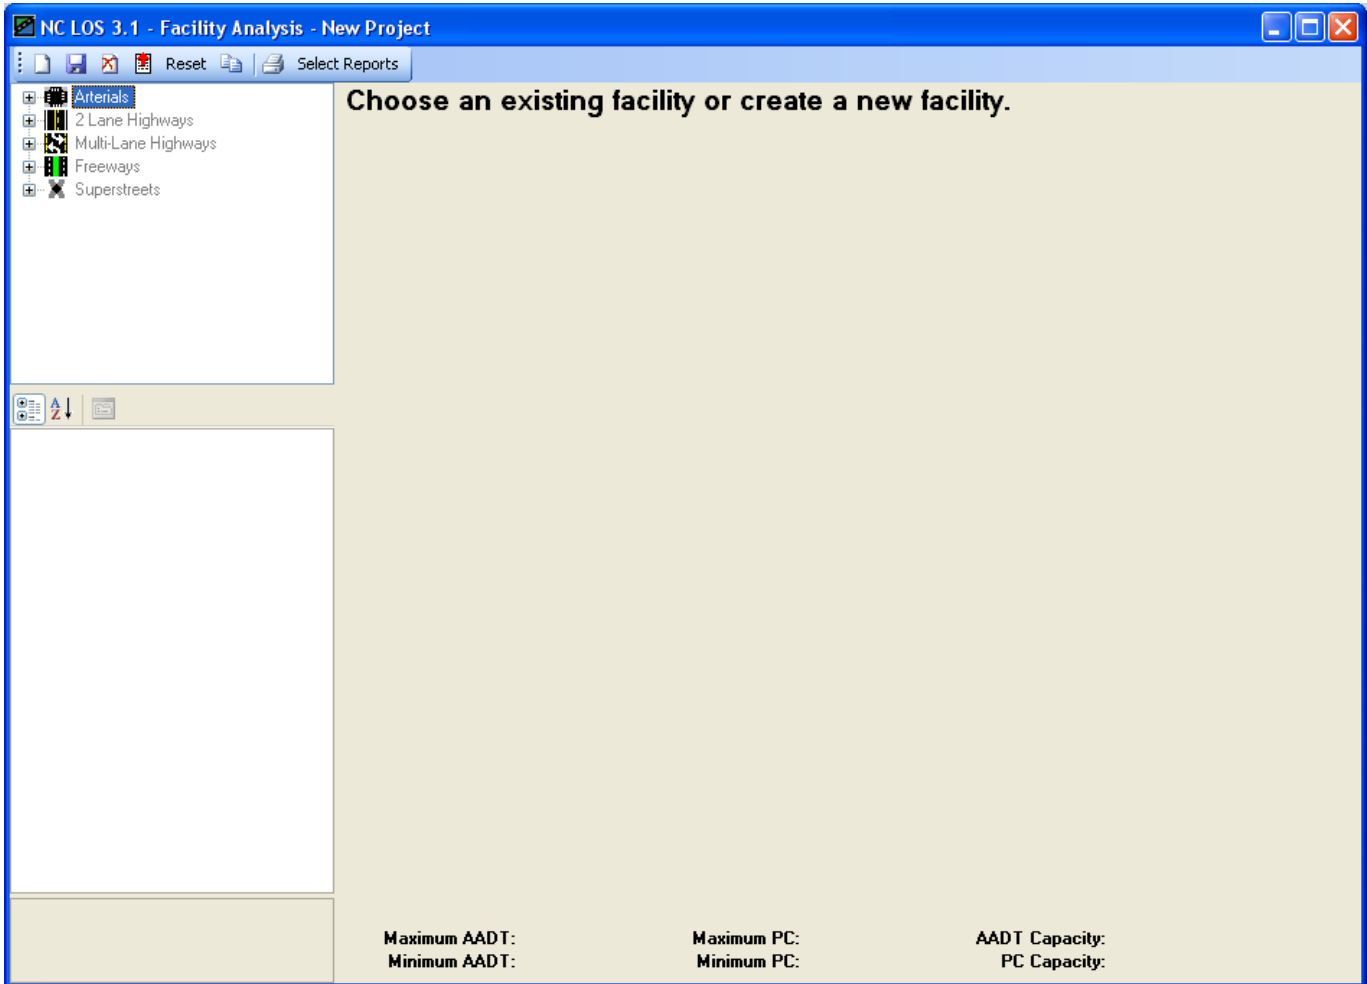 NC LOS 3.1 - Facility Analysis - New Project
Reset Select Reports
Arterials
2 Lane Highways
Multi-Lane Highways
Freeways
Superstreets
Choose an existing facility or create a new facility.
Maximum AADT: Maximum PC: AADT Capacity:
Minimum AADT: Minimum PC: PC Capacity: